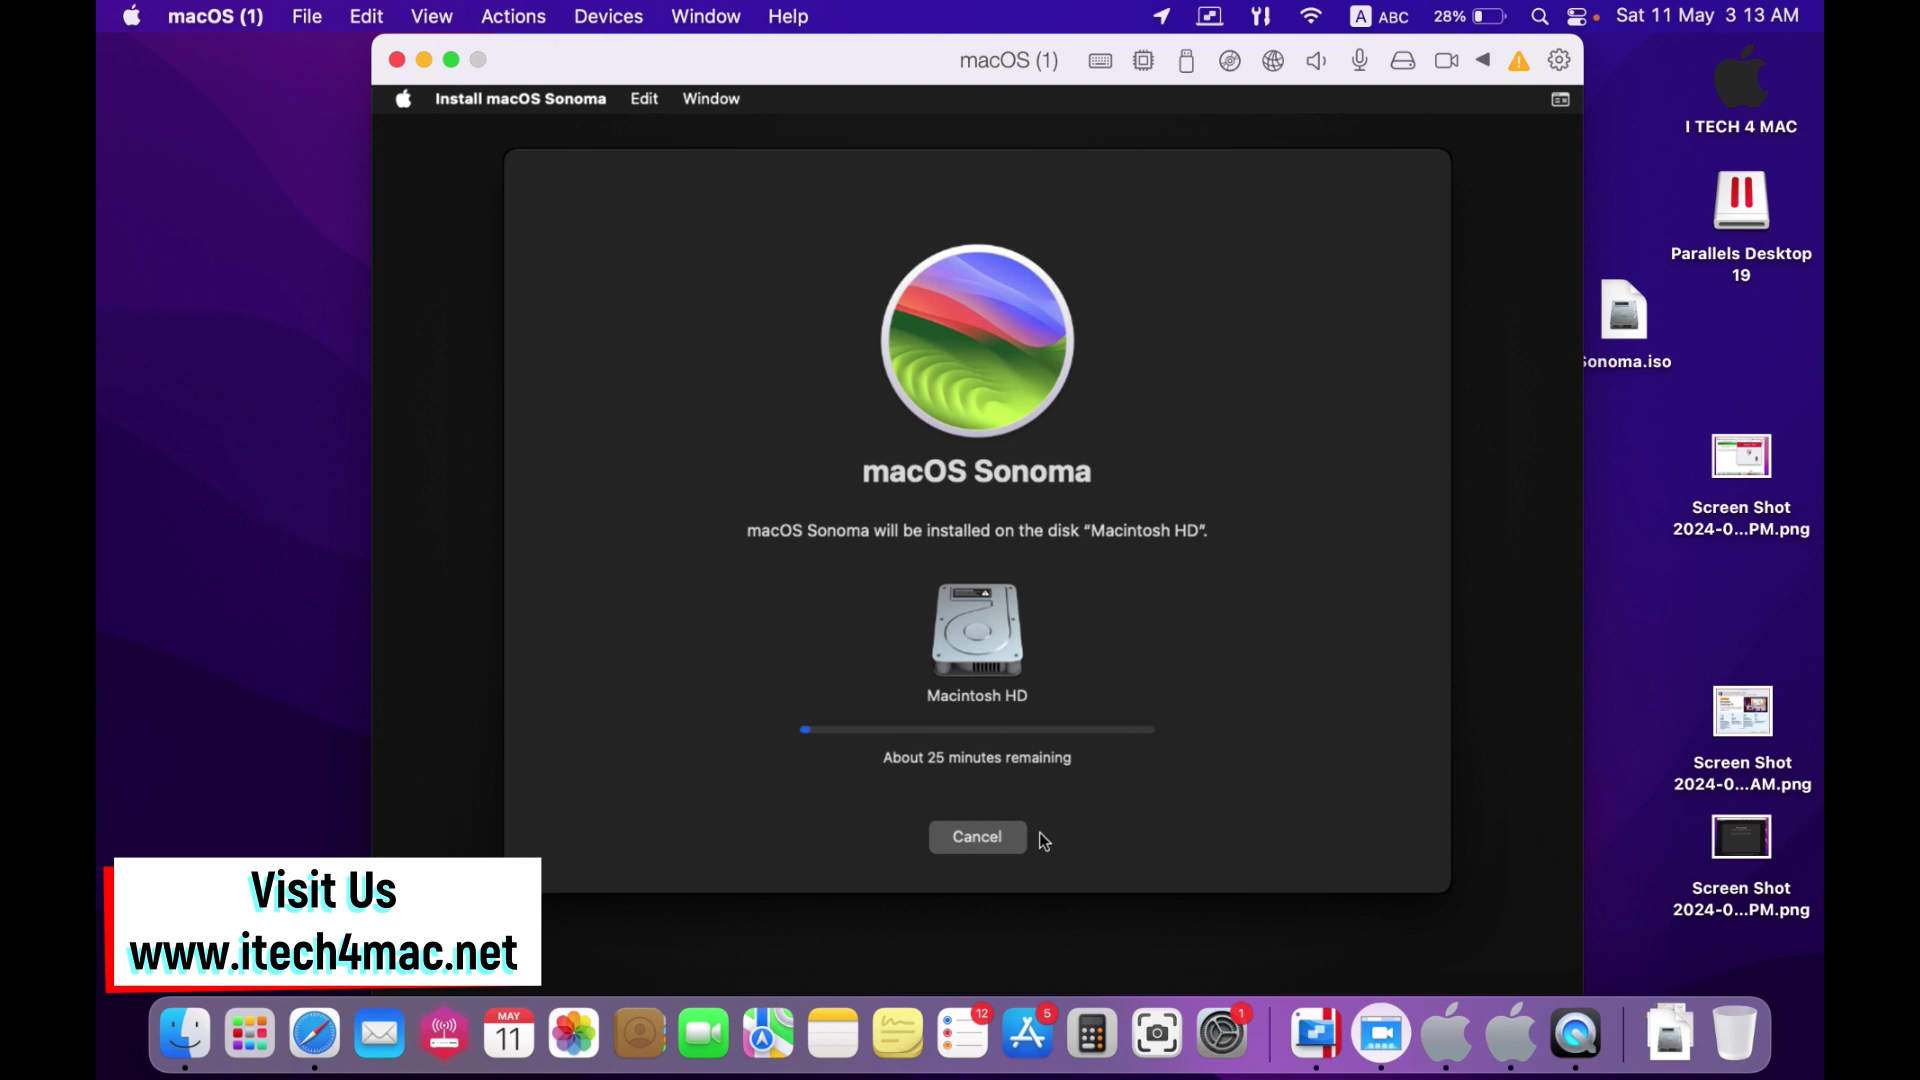 macOS (1) File Edit View Actions Devices Window Help A ABC 28% Sat 11 May 3 13 AM
macOS (1)
Install macOS Sonoma Edit Window
I TECH 4 MAC
Parallels Desktop
19
Sonoma.iso
macOS Sonoma
macOS Sonoma will be installed on the disk “Macintosh HD”.
Macintosh HD
About 25 minutes remaining
Cancel
Screen Shot
2024-0...PM.png
Screen Shot
2024-0...AM.png
Screen Shot
2024-0...PM.png
Visit Us
www.itech4mac.net
MAY
11
12
5
1